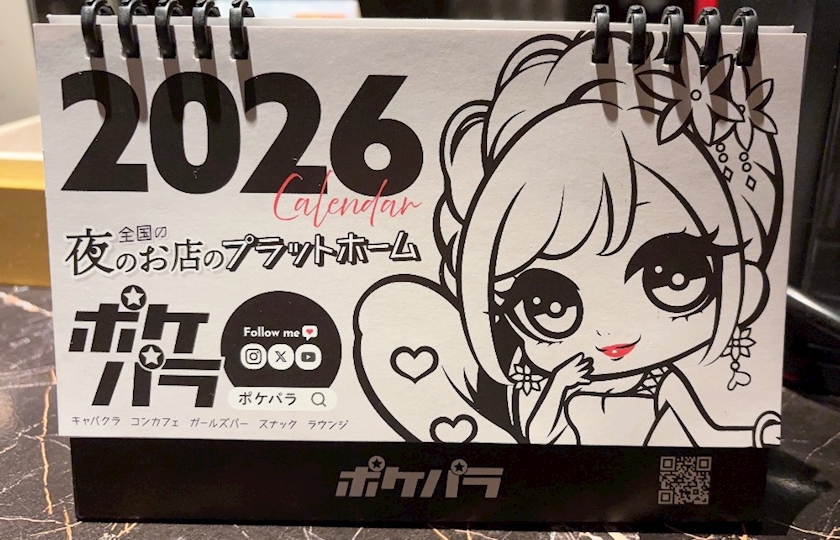 2026
Calendar
全国の
夜のお店のプラットホーム
ポケ
パラ
Follow me
ポケパラ
キャバクラ コンカフェ ガールズバー スナック ラウンジ
ポケパラ